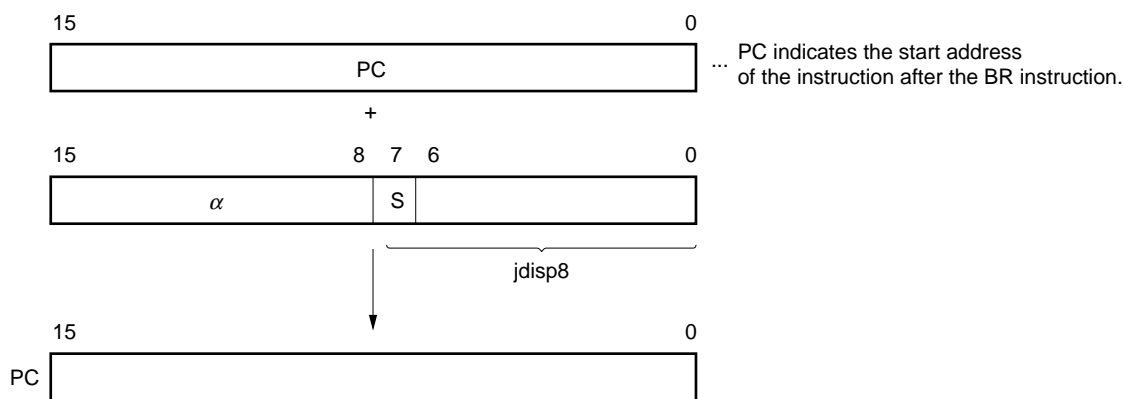 15 0
PC
... PC indicates the start address
of the instruction after the BR instruction.
+
15 8 7 6 0
α S
jdisp8
15 0
PC